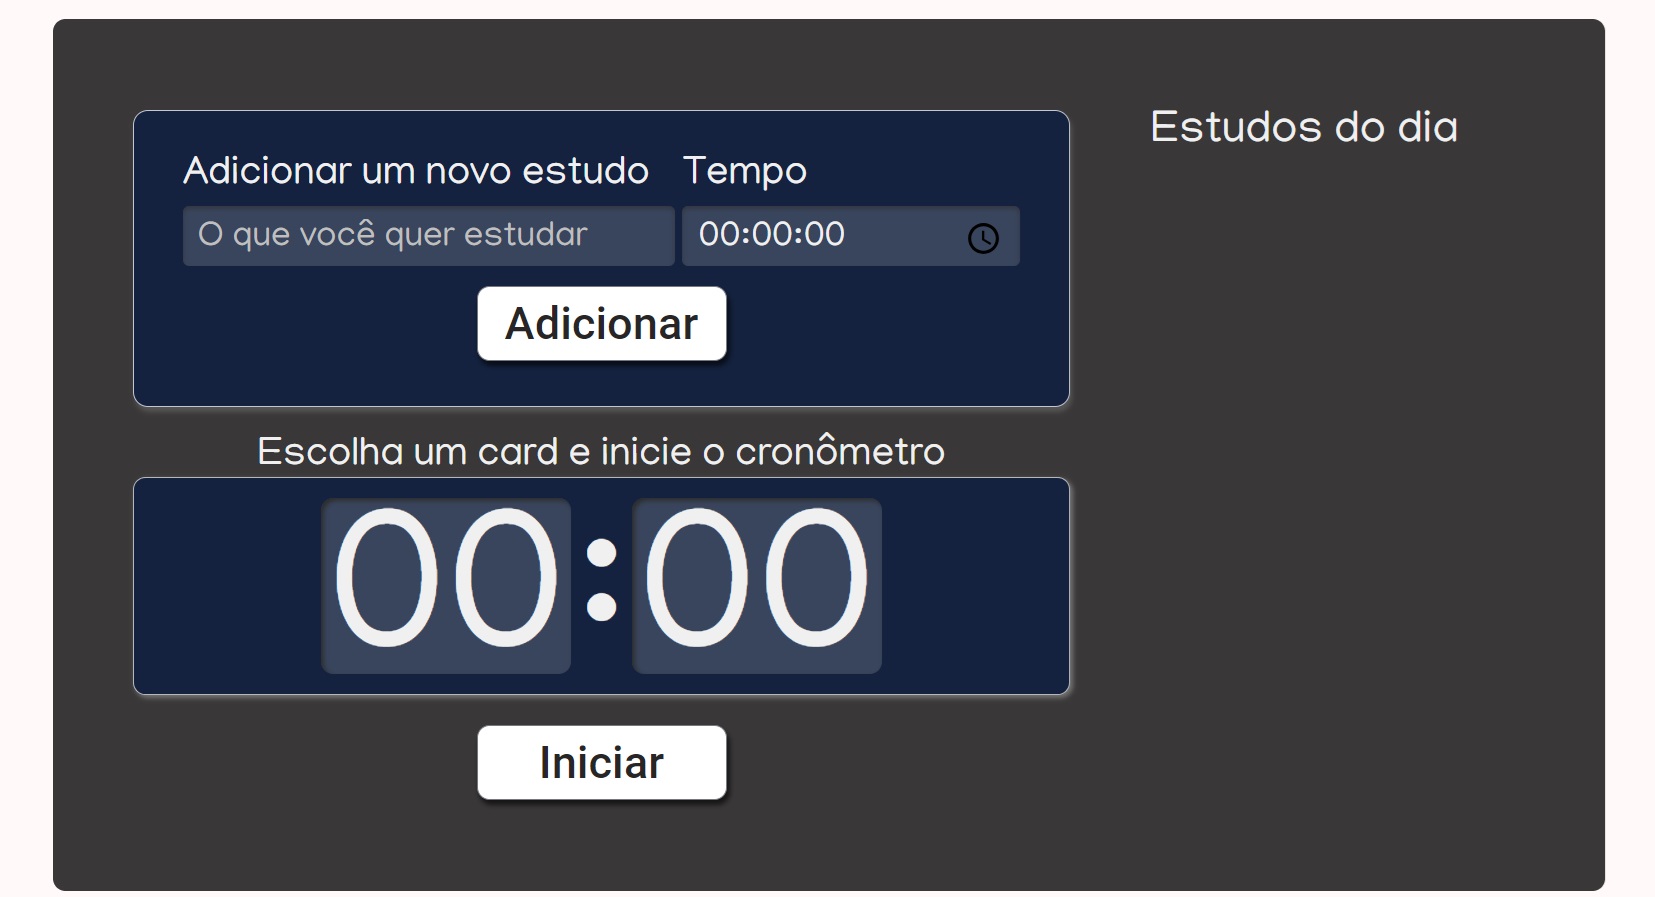 Adicionar um novo estudo
Tempo
O que você quer estudar
00:00:00
Adicionar
Escolha um card e inicie o cronômetro
00:00
Iniciar
Estudos do dia